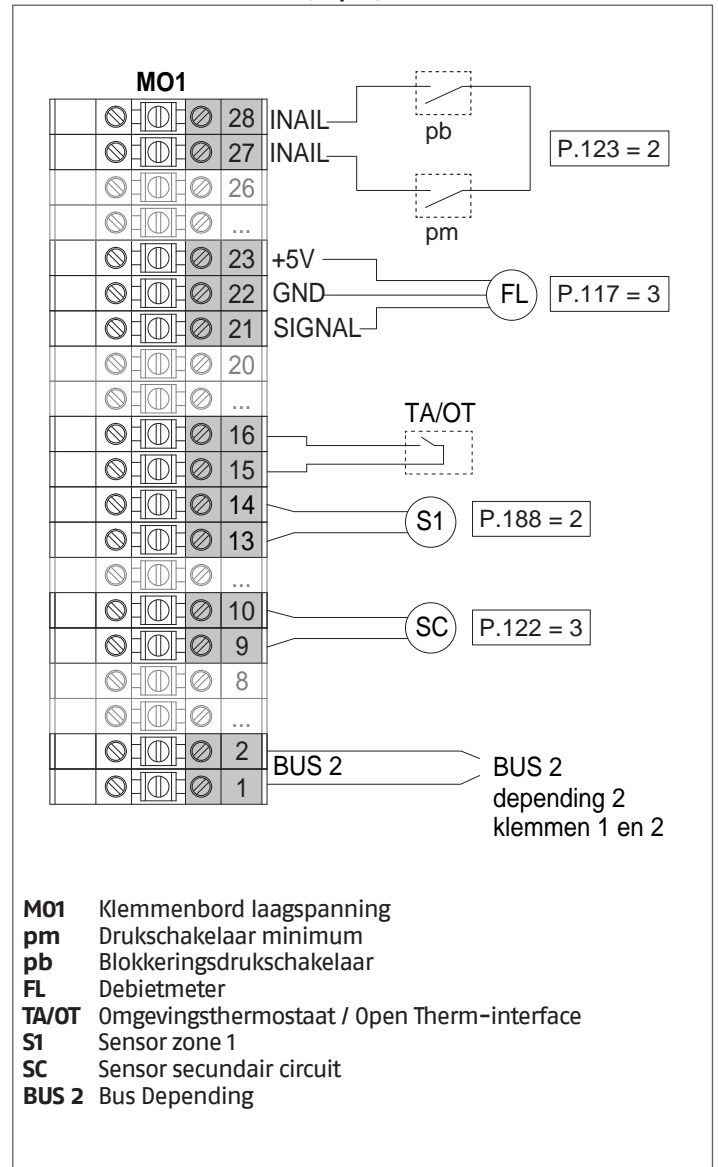 MO1
28 INAIL
pb
27 INAIL
P.123 = 2
26
pm
...
23 +5V
22 GND
FL
P.117 = 3
21 SIGNAL
20
...
TA/OT
16
15
14
S1
P.188 = 2
13
...
10
SC
P.122 = 3
9
8
...
2
BUS 2
BUS 2
1
depending 2
klemmen 1 en 2
M01 Klemmenbord laagspanning
pm Drukschakelaar minimum
pb Blokkeringsdrukschakelaar
FL Debietmeter
TA/OT Omgevingsthermostaat / Open Therm-interface
S1 Sensor zone 1
SC Sensor secundair circuit
BUS 2 Bus Depending